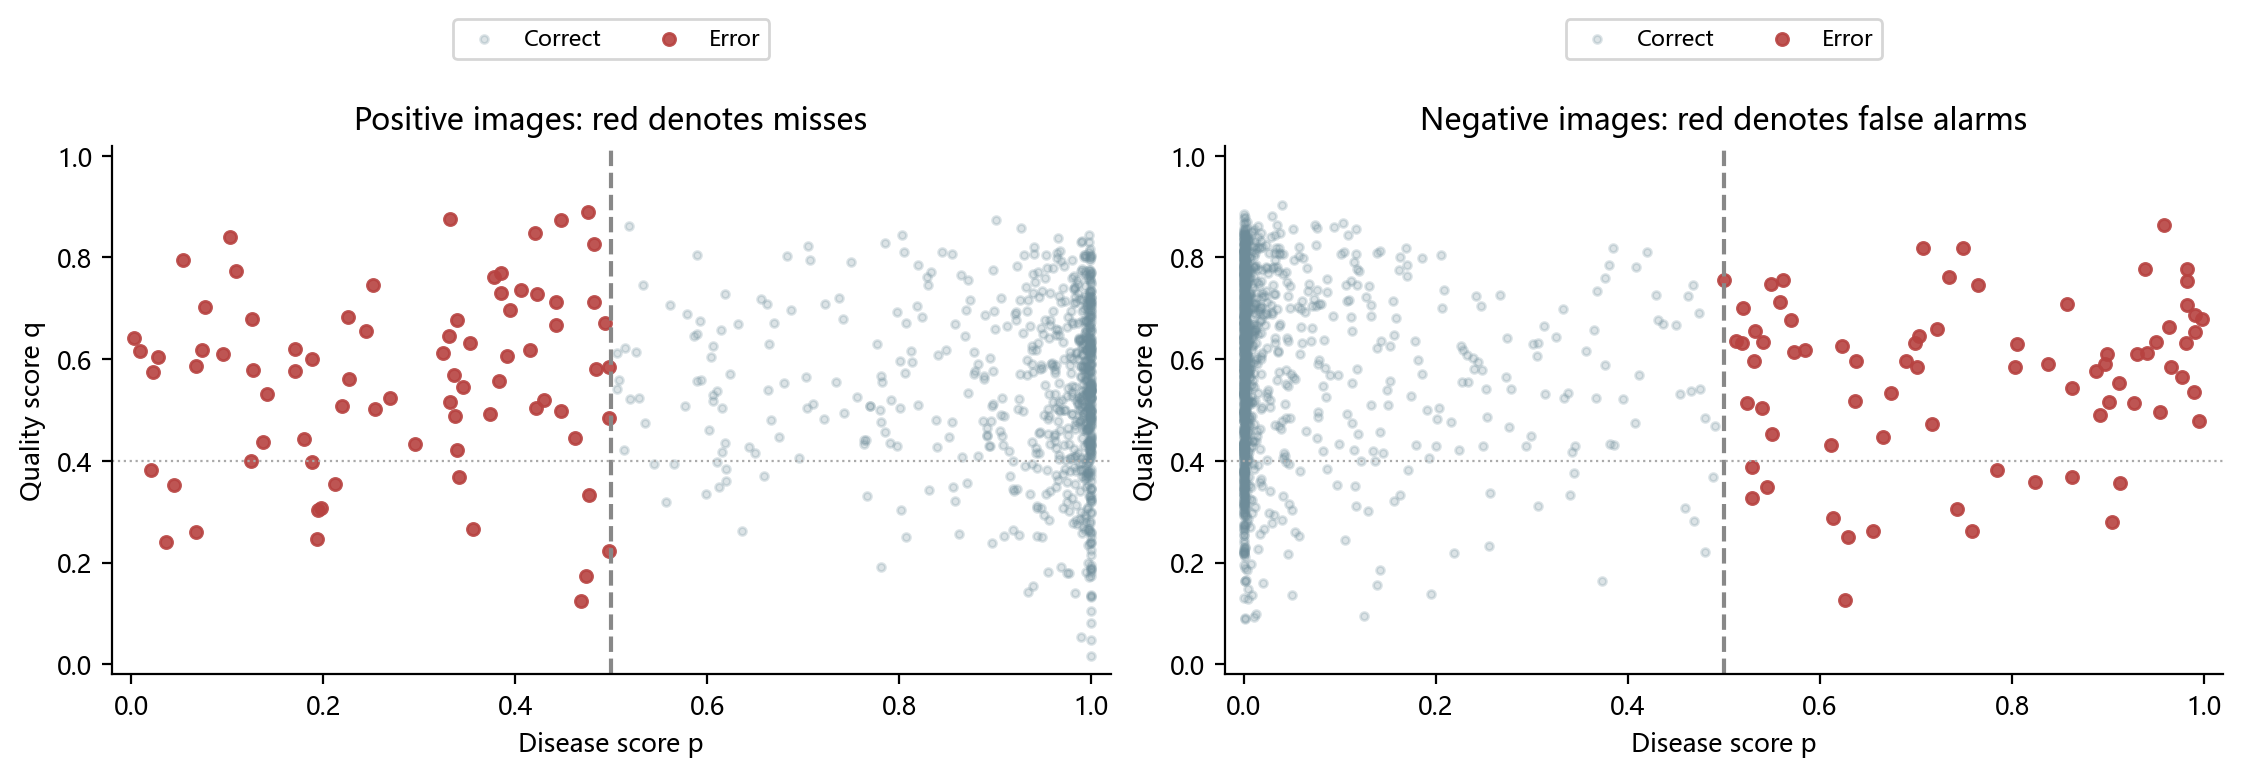 Correct Error
Correct Error
Positive images: red denotes misses
Negative images: red denotes false alarms
1.0
0.8
0.6
0.4
0.2
0.0
Quality score q
0.0 0.2 0.4 0.6 0.8 1.0
Disease score p
1.0
0.8
0.6
0.4
0.2
0.0
Quality score q
0.0 0.2 0.4 0.6 0.8 1.0
Disease score p